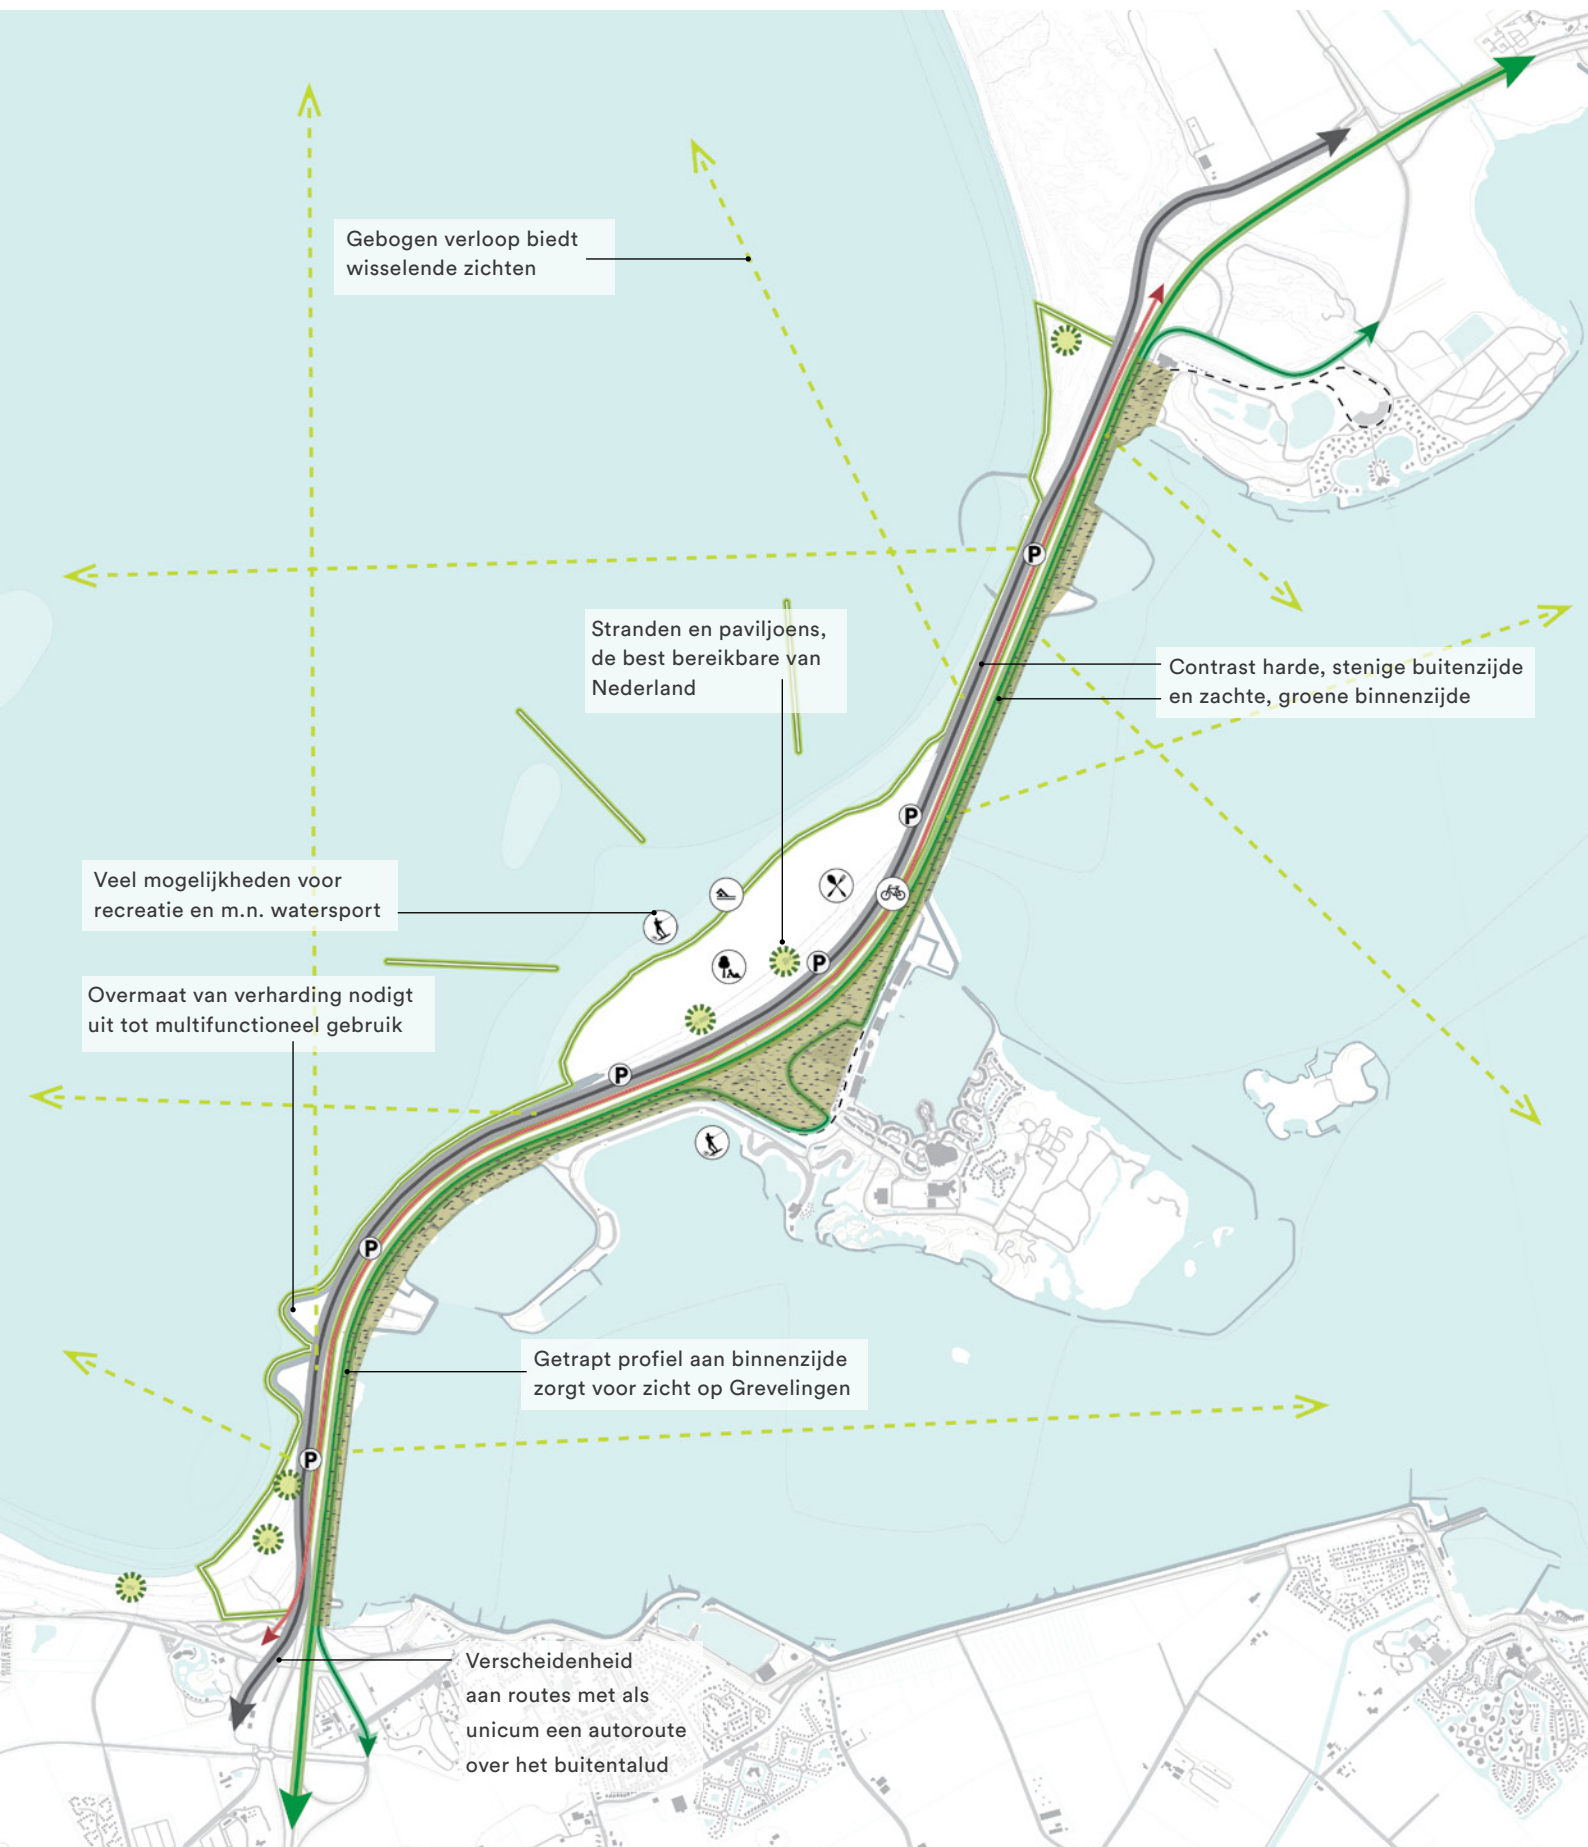 Gebogen verloop biedt
wisselende zichten
P
Stranden en paviljoens,
de best bereikbare van
Nederland
Contrast harde, stenige buitenzijde
en zachte, groene binnenzijde
P
Veel mogelijkheden voor
recreatie en m.n. watersport
P
Overmaat van verharding nodigt
uit tot multifunctioneel gebruik
P
P
Getrapt profiel aan binnenzijde
zorgt voor zicht op Grevelingen
P
Verscheidenheid
aan routes met als
unicum een autoroute
over het buitentalud